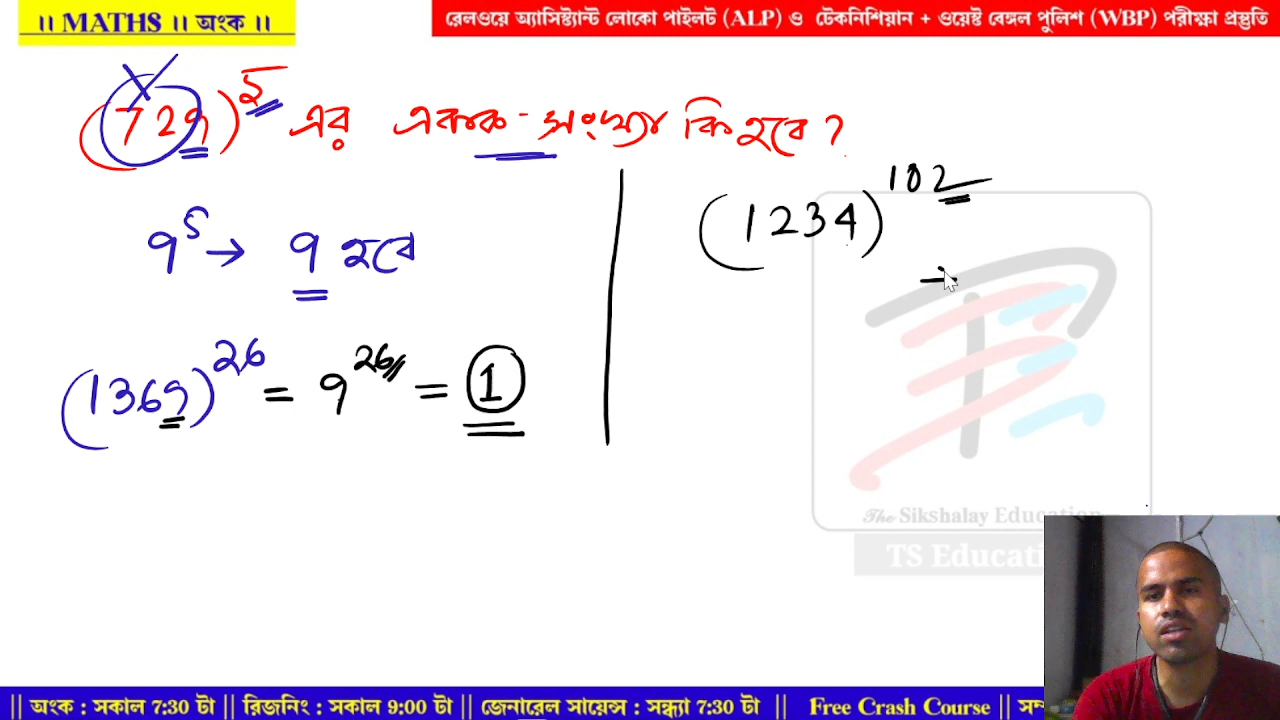 ।। MATHS ।। অংক ।।
রেলওয়ে অ্যাসিস্ট্যান্ট লোকো পাইলট (ALP) ও টেকনিশিয়ান + ওয়েস্ট বেঙ্গল পুলিশ (WBP) পরীক্ষা প্রস্তুতি
(729)^5 এর একক - সংখ্যা কি হবে ?
9^5 → 9 হবে
(1369)^26 = 9^26 = 1
(1234)^102
The Sikshalay Education
TS Educati
|| অংক : সকাল 7:30 টা || রিজনিং : সকাল 9:00 টা || জেনারেল সায়েন্স : সন্ধ্যা 7:30 টা || Free Crash Course || সম